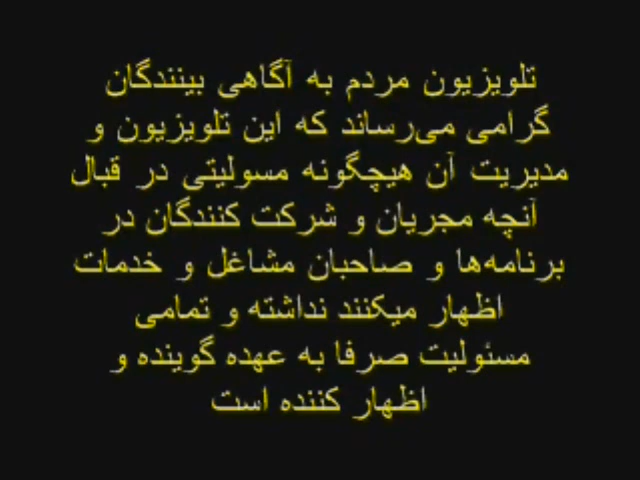 تلویزیون مردم به آگاهی بینندگان
گرامی می‌رساند که این تلویزیون و
مدیریت آن هیچگونه مسولیتی در قبال
آنچه مجریان و شرکت کنندگان در
برنامه‌ها و صاحبان مشاغل و خدمات
اظهار میکنند نداشته و تمامی
مسئولیت صرفا به عهده گوینده و
اظهار کننده است